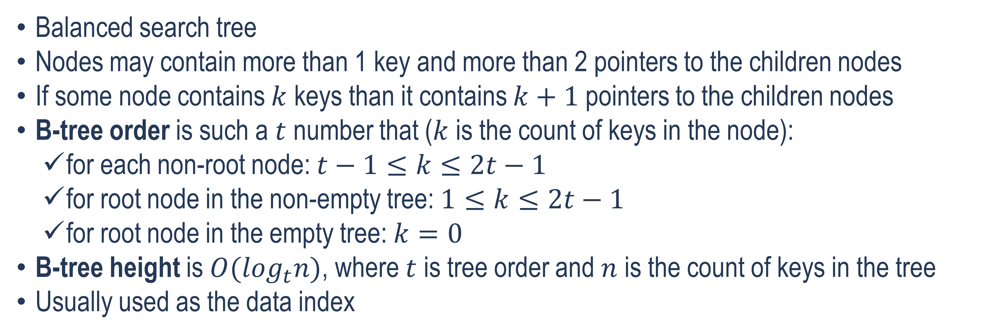 • Balanced search tree
• Nodes may contain more than 1 key and more than 2 pointers to the children nodes
• If some node contains k keys than it contains k + 1 pointers to the children nodes
• B-tree order is such a t number that (k is the count of keys in the node):
✓for each non-root node: t − 1 ≤ k ≤ 2t − 1
✓for root node in the non-empty tree: 1 ≤ k ≤ 2t − 1
✓for root node in the empty tree: k = 0
• B-tree height is O(logₜn), where t is tree order and n is the count of keys in the tree
• Usually used as the data index